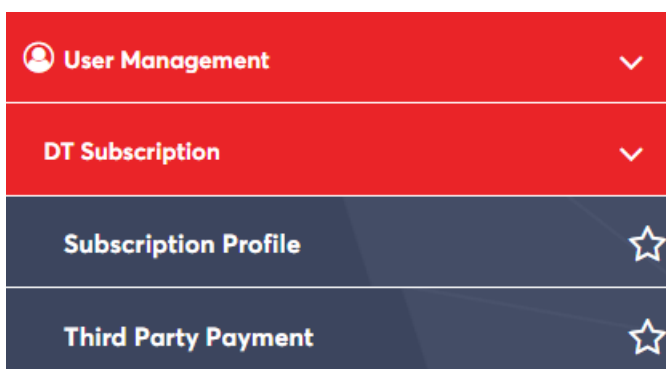 User Management
DT Subscription
Subscription Profile
Third Party Payment